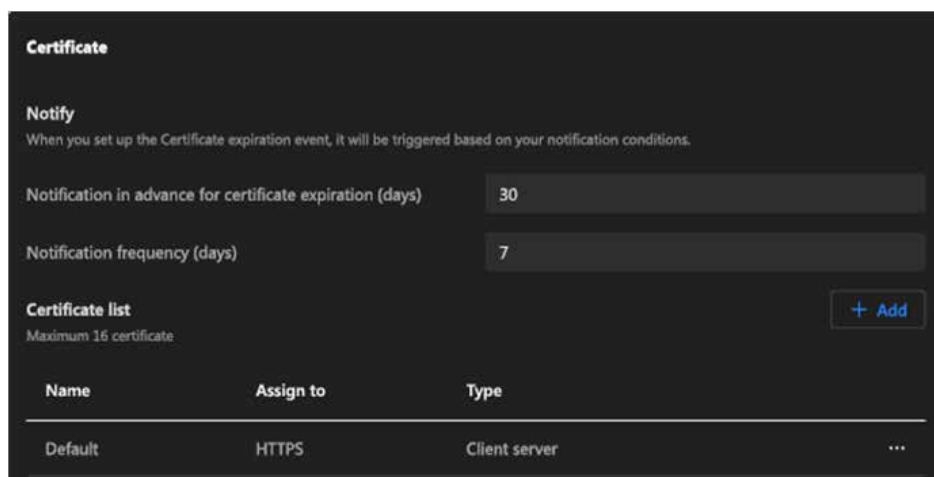 Certificate
Notify
When you set up the Certificate expiration event, it will be triggered based on your notification conditions.
Notification in advance for certificate expiration (days) 30
Notification frequency (days) 7
Certificate list
+ Add
Maximum 16 certificate
Name Assign to Type
Default HTTPS Client server ...